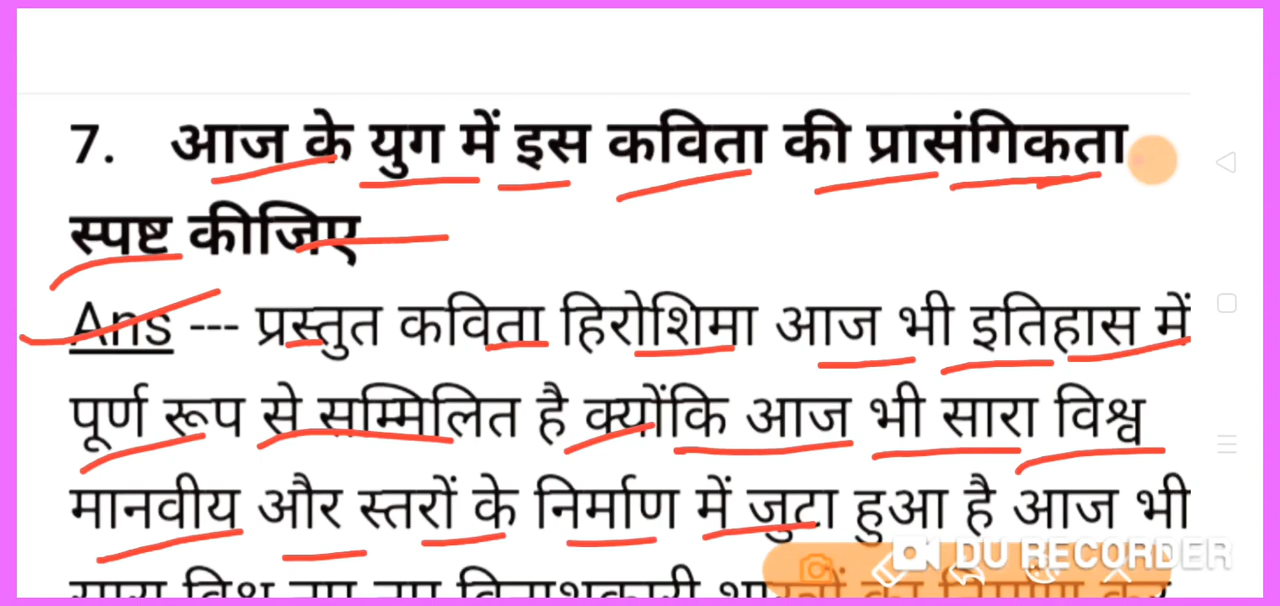 7. आज के युग में इस कविता की प्रासंगिकता
स्पष्ट कीजिए
Ans --- प्रस्तुत कविता हिरोशिमा आज भी इतिहास में
पूर्ण रूप से सम्मिलित है क्योंकि आज भी सारा विश्व
मानवीय और स्तरों के निर्माण में जुटा हुआ है आज भी
DU RECORDER